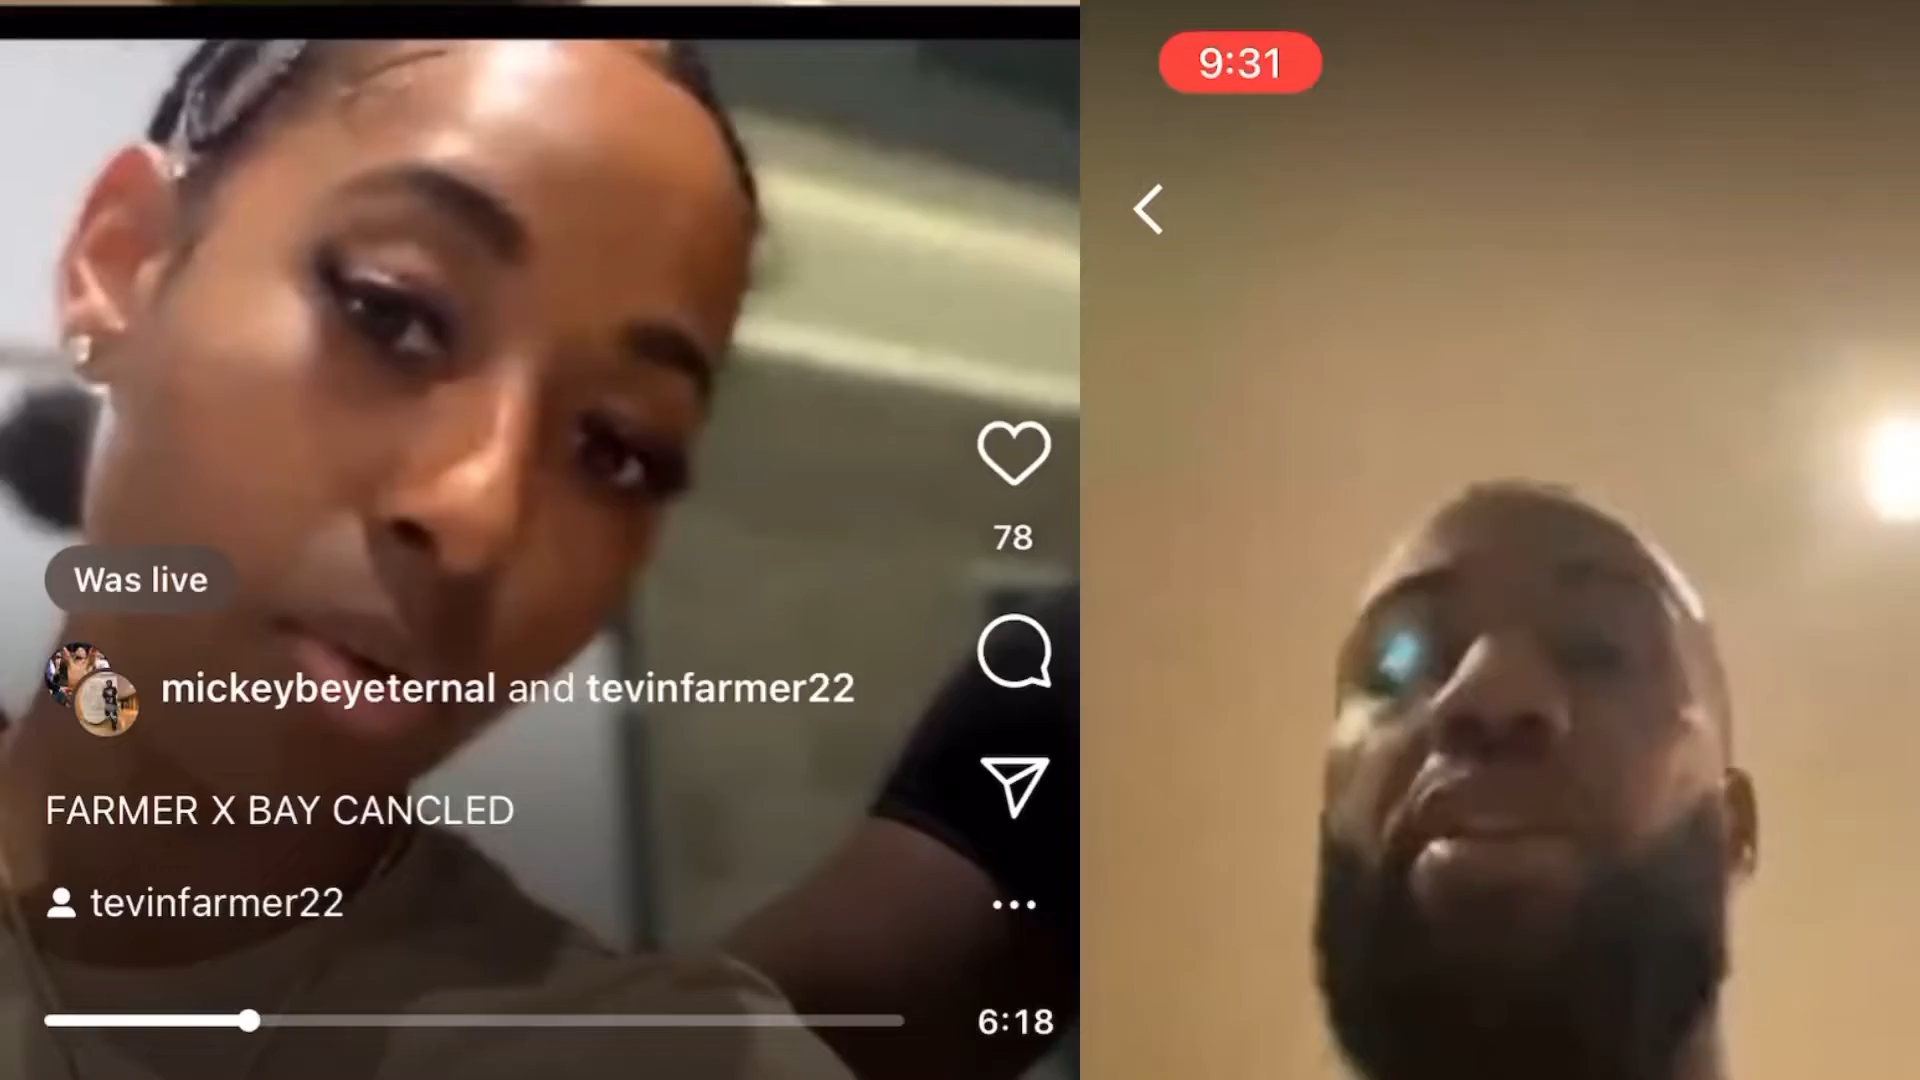 9:31
78
Was live
mickeybeyeternal and tevinfarmer22
FARMER X BAY CANCLED
tevinfarmer22
6:18